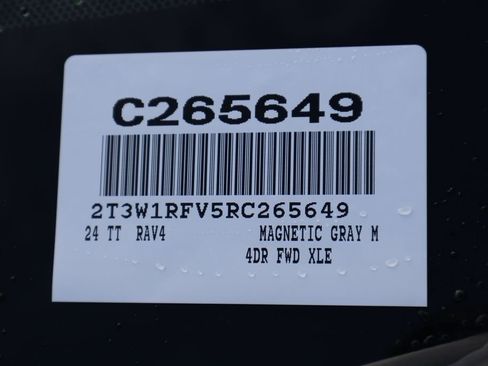 C265649
2T3W1RFV5RC265649
24 TT RAV4 MAGNETIC GRAY M
4DR FWD XLE